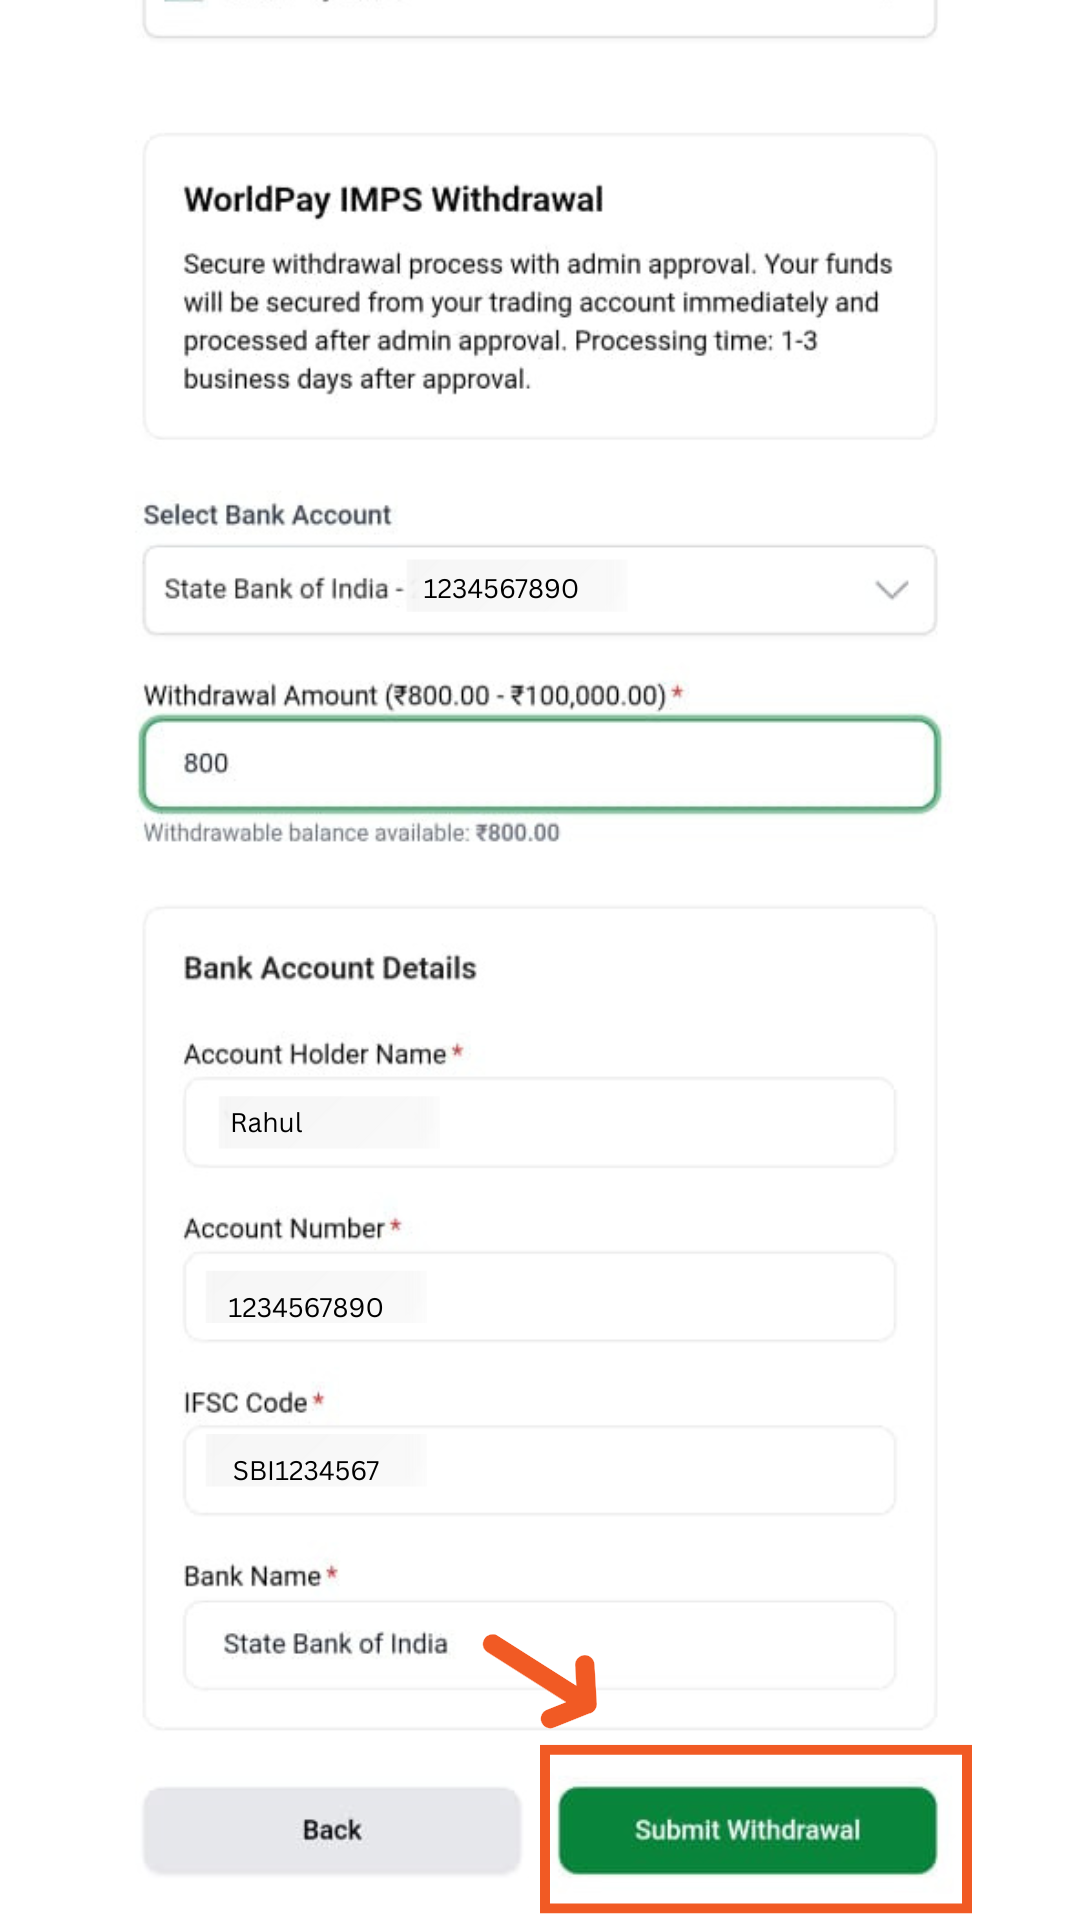 WorldPay IMPS Withdrawal
Secure withdrawal process with admin approval. Your funds
will be secured from your trading account immediately and
processed after admin approval. Processing time: 1-3
business days after approval.
Select Bank Account
State Bank of India - 1234567890
Withdrawal Amount (₹800.00 - ₹100,000.00) *
800
Withdrawable balance available: ₹800.00
Bank Account Details
Account Holder Name *
Rahul
Account Number *
1234567890
IFSC Code *
SBI1234567
Bank Name *
State Bank of India
Back
Submit Withdrawal